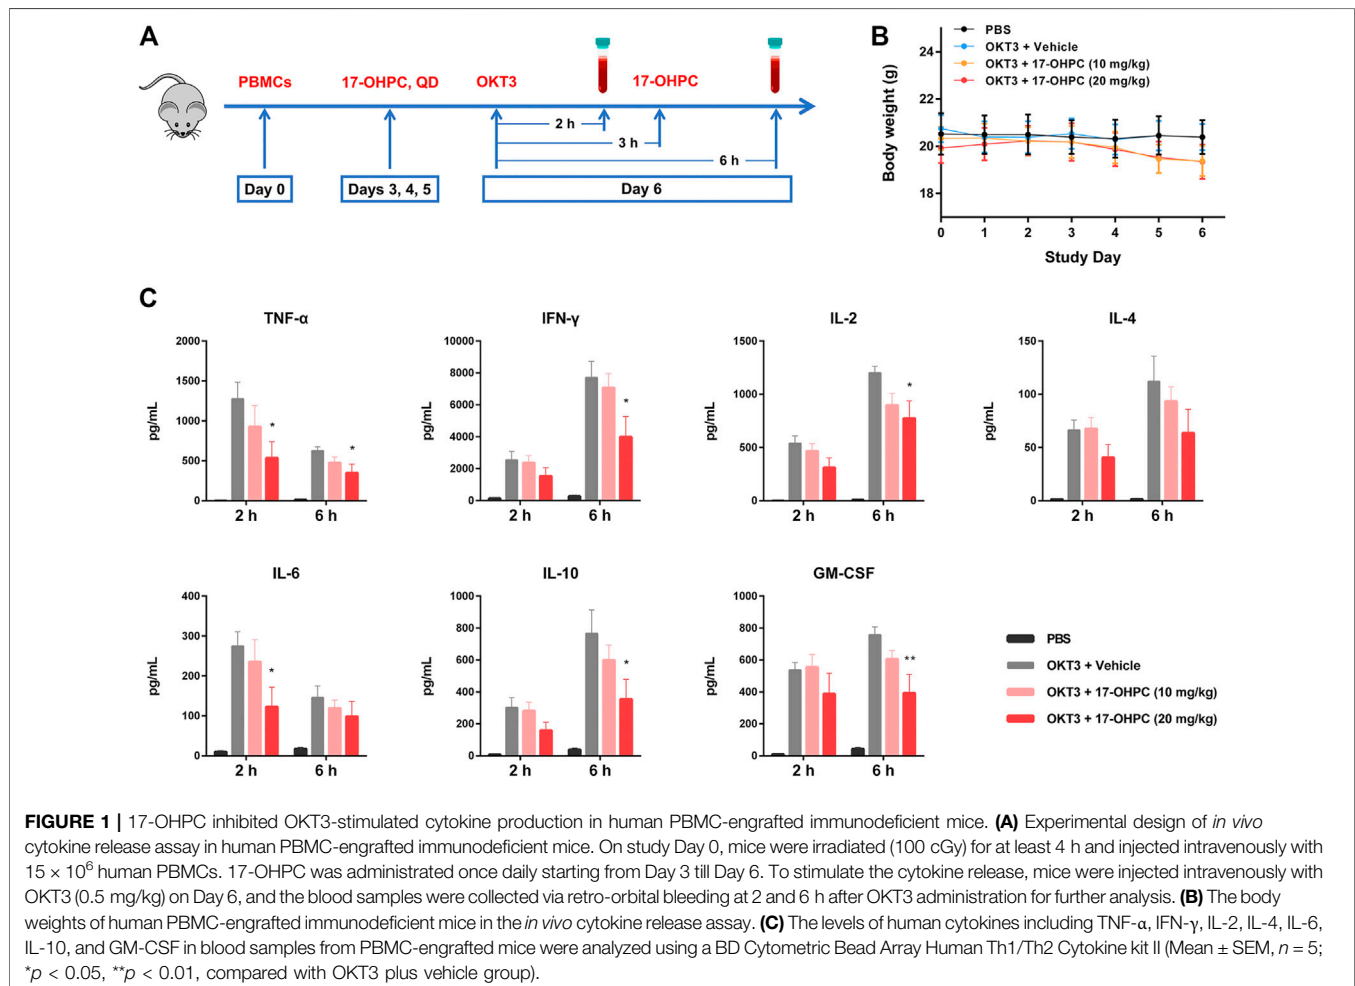 A
PBMCs
17-OHPC, QD
OKT3
17-OHPC
2 h
3 h
6 h
Day 0
Days 3, 4, 5
Day 6
B
PBS
OKT3 + Vehicle
OKT3 + 17-OHPC (10 mg/kg)
OKT3 + 17-OHPC (20 mg/kg)
Body weight (g)
24
22
20
18
0 1 2 3 4 5 6
Study Day
C
TNF-α
pg/mL
2000
1500
1000
500
0
2 h 6 h
IFN-γ
pg/mL
10000
8000
6000
4000
2000
0
2 h 6 h
IL-2
pg/mL
1500
1000
500
0
2 h 6 h
IL-4
pg/mL
150
100
50
0
2 h 6 h
IL-6
pg/mL
400
300
200
100
0
2 h 6 h
IL-10
pg/mL
1000
800
600
400
200
0
2 h 6 h
GM-CSF
pg/mL
1000
800
600
400
200
0
2 h 6 h
* *
*
*
*
*
**
PBS
OKT3 + Vehicle
OKT3 + 17-OHPC (10 mg/kg)
OKT3 + 17-OHPC (20 mg/kg)
FIGURE 1 | 17-OHPC inhibited OKT3-stimulated cytokine production in human PBMC-engrafted immunodeficient mice. (A) Experimental design of in vivo
cytokine release assay in human PBMC-engrafted immunodeficient mice. On study Day 0, mice were irradiated (100 cGy) for at least 4 h and injected intravenously with
15 × 10⁶ human PBMCs. 17-OHPC was administrated once daily starting from Day 3 till Day 6. To stimulate the cytokine release, mice were injected intravenously with
OKT3 (0.5 mg/kg) on Day 6, and the blood samples were collected via retro-orbital bleeding at 2 and 6 h after OKT3 administration for further analysis. (B) The body
weights of human PBMC-engrafted immunodeficient mice in the in vivo cytokine release assay. (C) The levels of human cytokines including TNF-α, IFN-γ, IL-2, IL-4, IL-6,
IL-10, and GM-CSF in blood samples from PBMC-engrafted mice were analyzed using a BD Cytometric Bead Array Human Th1/Th2 Cytokine kit II (Mean ± SEM, n = 5;
*p < 0.05, **p < 0.01, compared with OKT3 plus vehicle group).